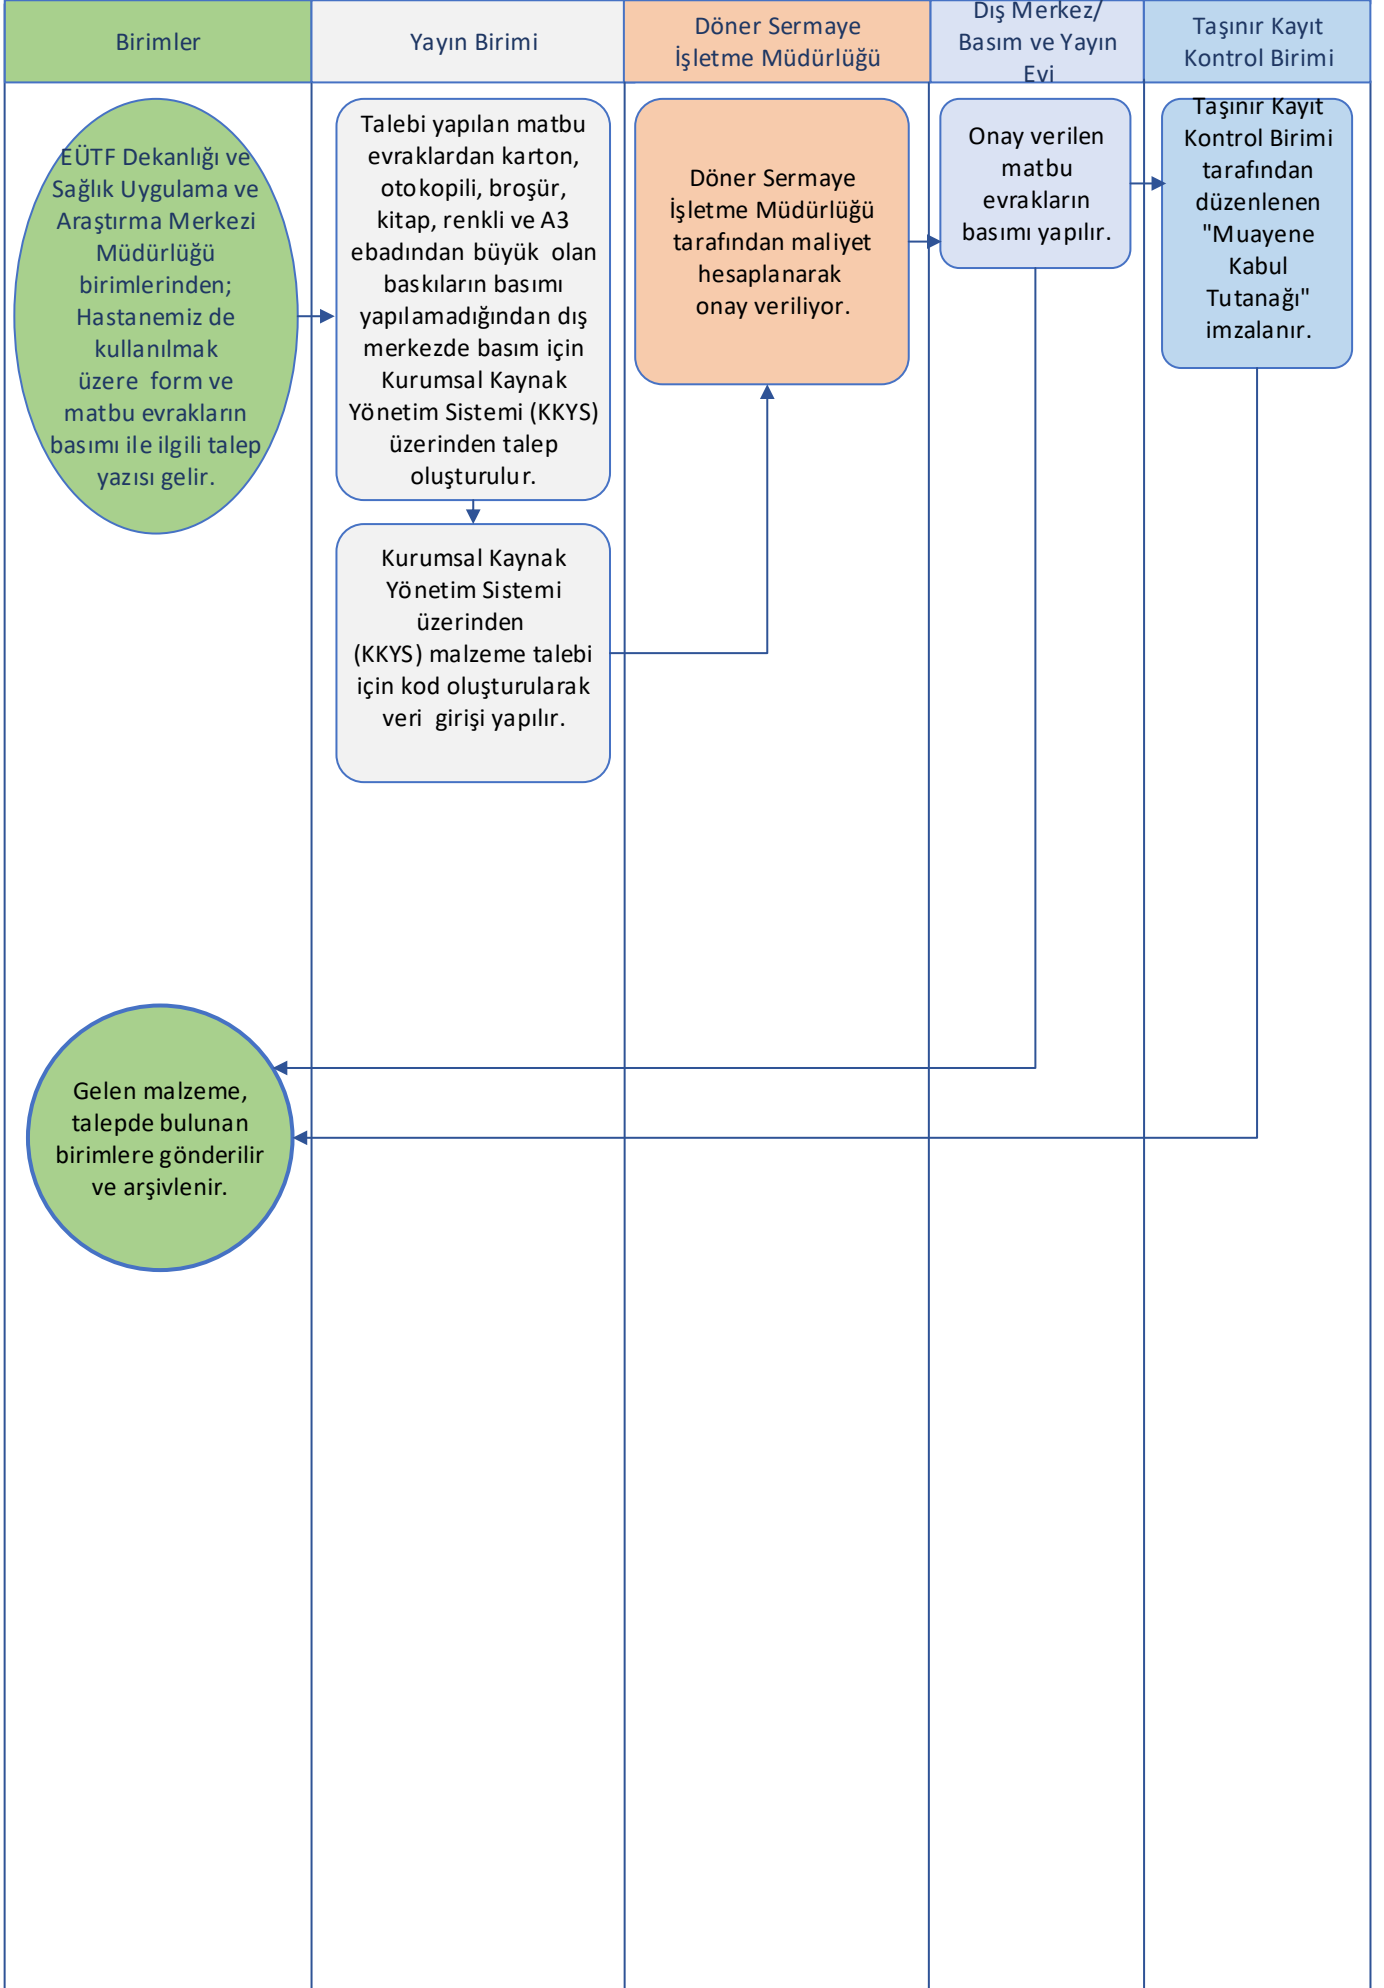 Birimler
Yayın Birimi
Döner Sermaye
İşletme Müdürlüğü
Dış Merkez/
Basım ve Yayın
Evi
Taşınır Kayıt
Kontrol Birimi
EÜTF Dekanlığı ve
Sağlık Uygulama ve
Araştırma Merkezi
Müdürlüğü
birimlerinden;
Hastanemiz de
kullanılmak
üzere form ve
matbu evrakların
basımı ile ilgili talep
yazısı gelir.
Talebi yapılan matbu
evraklardan karton,
otokopili, broşür,
kitap, renkli ve A3
ebadından büyük olan
baskıların basımı
yapılamadığından dış
merkezde basım için
Kurumsal Kaynak
Yönetim Sistemi (KKYS)
üzerinden talep
oluşturulur.
Kurumsal Kaynak
Yönetim Sistemi
üzerinden
(KKYS) malzeme talebi
için kod oluşturularak
veri girişi yapılır.
Döner Sermaye
İşletme Müdürlüğü
tarafından maliyet
hesaplanarak
onay veriliyor.
Onay verilen
matbu
evrakların
basımı yapılır.
Taşınır Kayıt
Kontrol Birimi
tarafından
düzenlenen
"Muayene
Kabul
Tutanağı"
imzalanır.
Gelen malzeme,
talepde bulunan
birimlere gönderilir
ve arşivlenir.